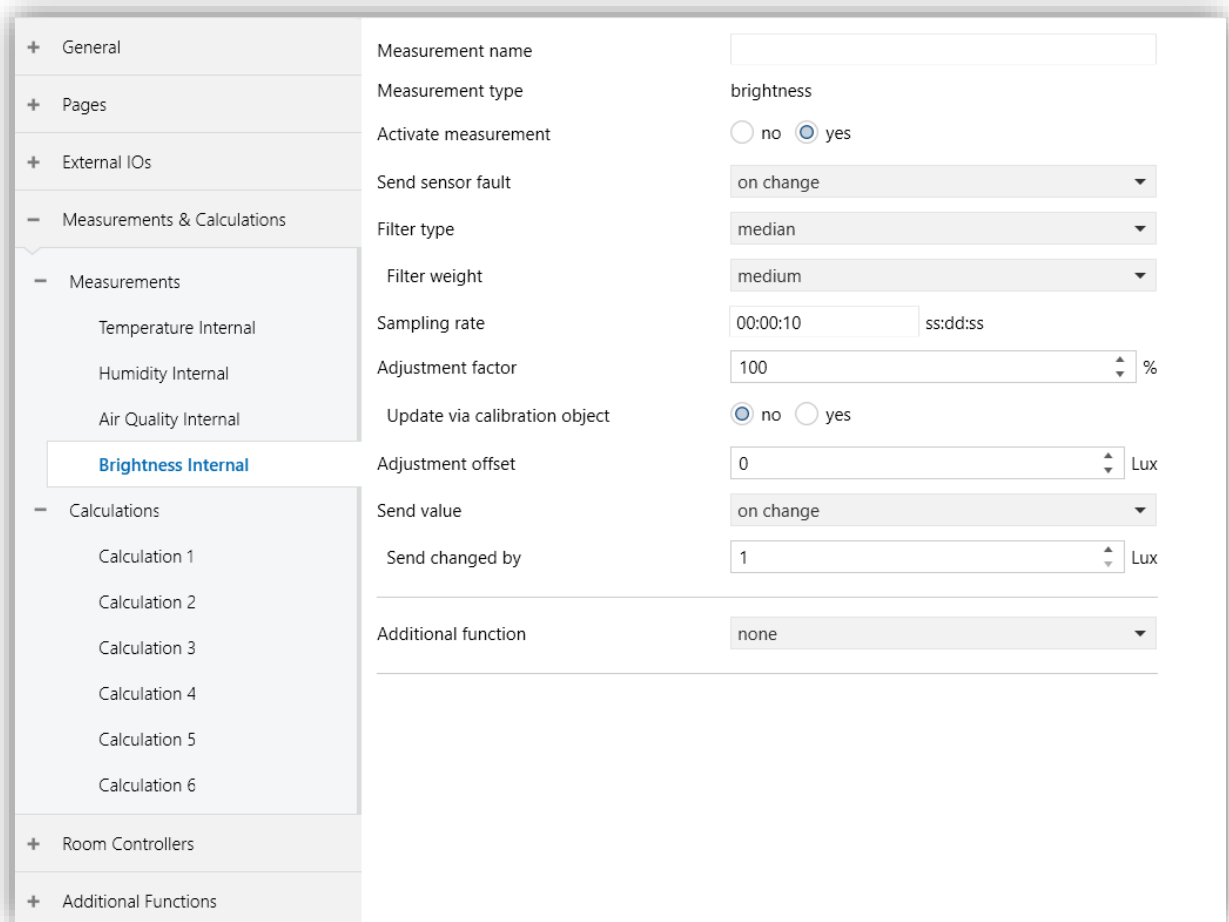 General
Pages
External IOs
Measurements & Calculations
Measurements
Temperature Internal
Humidity Internal
Air Quality Internal
Brightness Internal
Calculations
Calculation 1
Calculation 2
Calculation 3
Calculation 4
Calculation 5
Calculation 6
Room Controllers
Additional Functions
Measurement name
Measurement type brightness
Activate measurement no yes
Send sensor fault on change
Filter type median
Filter weight medium
Sampling rate 00:00:10 ss:dd:ss
Adjustment factor 100 %
Update via calibration object no yes
Adjustment offset 0 Lux
Send value on change
Send changed by 1 Lux
Additional function none